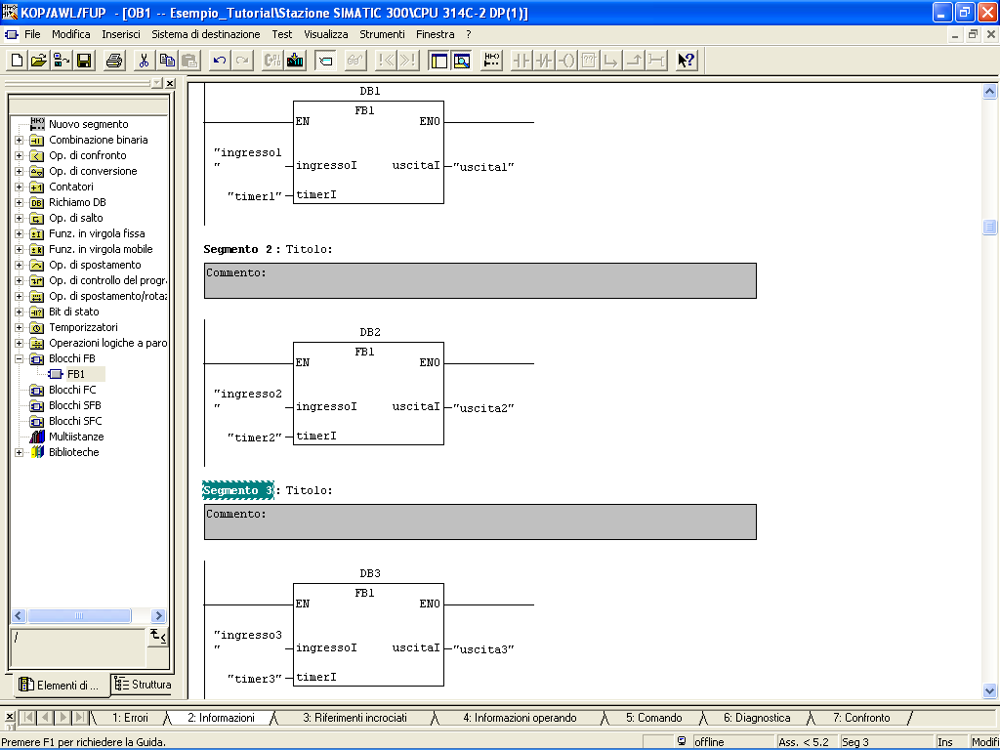 KOP/AWL/FUP - [OB1 -- Esempio_Tutorial\Stazione SIMATIC 300\CPU 314C-2 DP(1)]
File Modifica Inserisci Sistema di destinazione Test Visualizza Strumenti Finestra ?
Nuovo segmento
Combinazione binaria
Op. di confronto
Op. di conversione
Contatori
Richiamo DB
Op. di salto
Funz. in virgola fissa
Funz. in virgola mobile
Op. di spostamento
Op. di controllo del progr
Op. di spostamento/rotaz
Bit di stato
Temporizzatori
Operazioni logiche a paro
Blocchi FB
FB1
Blocchi FC
Blocchi SFB
Blocchi SFC
Multiistanze
Biblioteche
/
Elementi di ... Struttura
DB1
FB1
EN ENO
"ingresso1
" ingressoI uscitaI "uscita1"
"timer1" timerI
Segmento 2 : Titolo:
Commento:
DB2
FB1
EN ENO
"ingresso2
" ingressoI uscitaI "uscita2"
"timer2" timerI
Segmento 3 : Titolo:
Commento:
DB3
FB1
EN ENO
"ingresso3
" ingressoI uscitaI "uscita3"
"timer3" timerI
1: Errori 2: Informazioni 3: Riferimenti incrociati 4: Informazioni operando 5: Comando 6: Diagnostica 7: Confronto
Premere F1 per richiedere la Guida. offline Ass. < 5.2 Seg 3 Ins Modifi